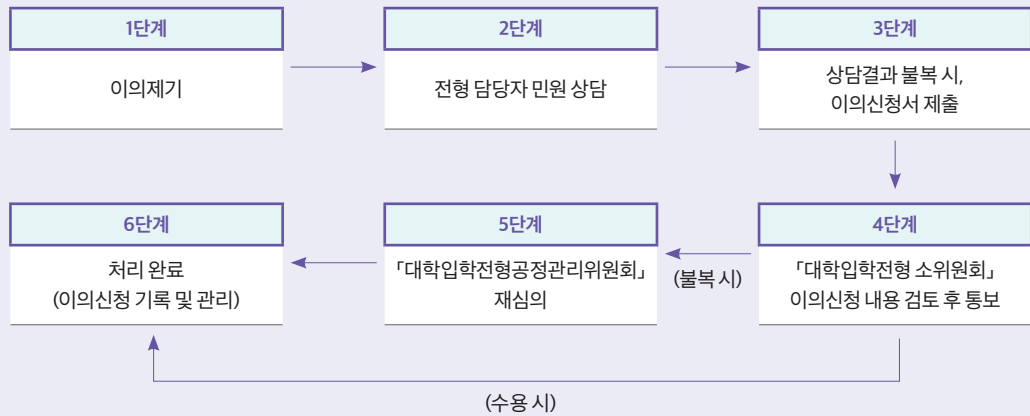 1단계
이의제기
2단계
전형 담당자 민원 상담
3단계
상담결과 불복 시,
이의신청서 제출
4단계
「대학입학전형 소위원회」
이의신청 내용 검토 후 통보
(불복 시)
5단계
「대학입학전형공정관리위원회」
재심의
6단계
처리 완료
(이의신청 기록 및 관리)
(수용 시)